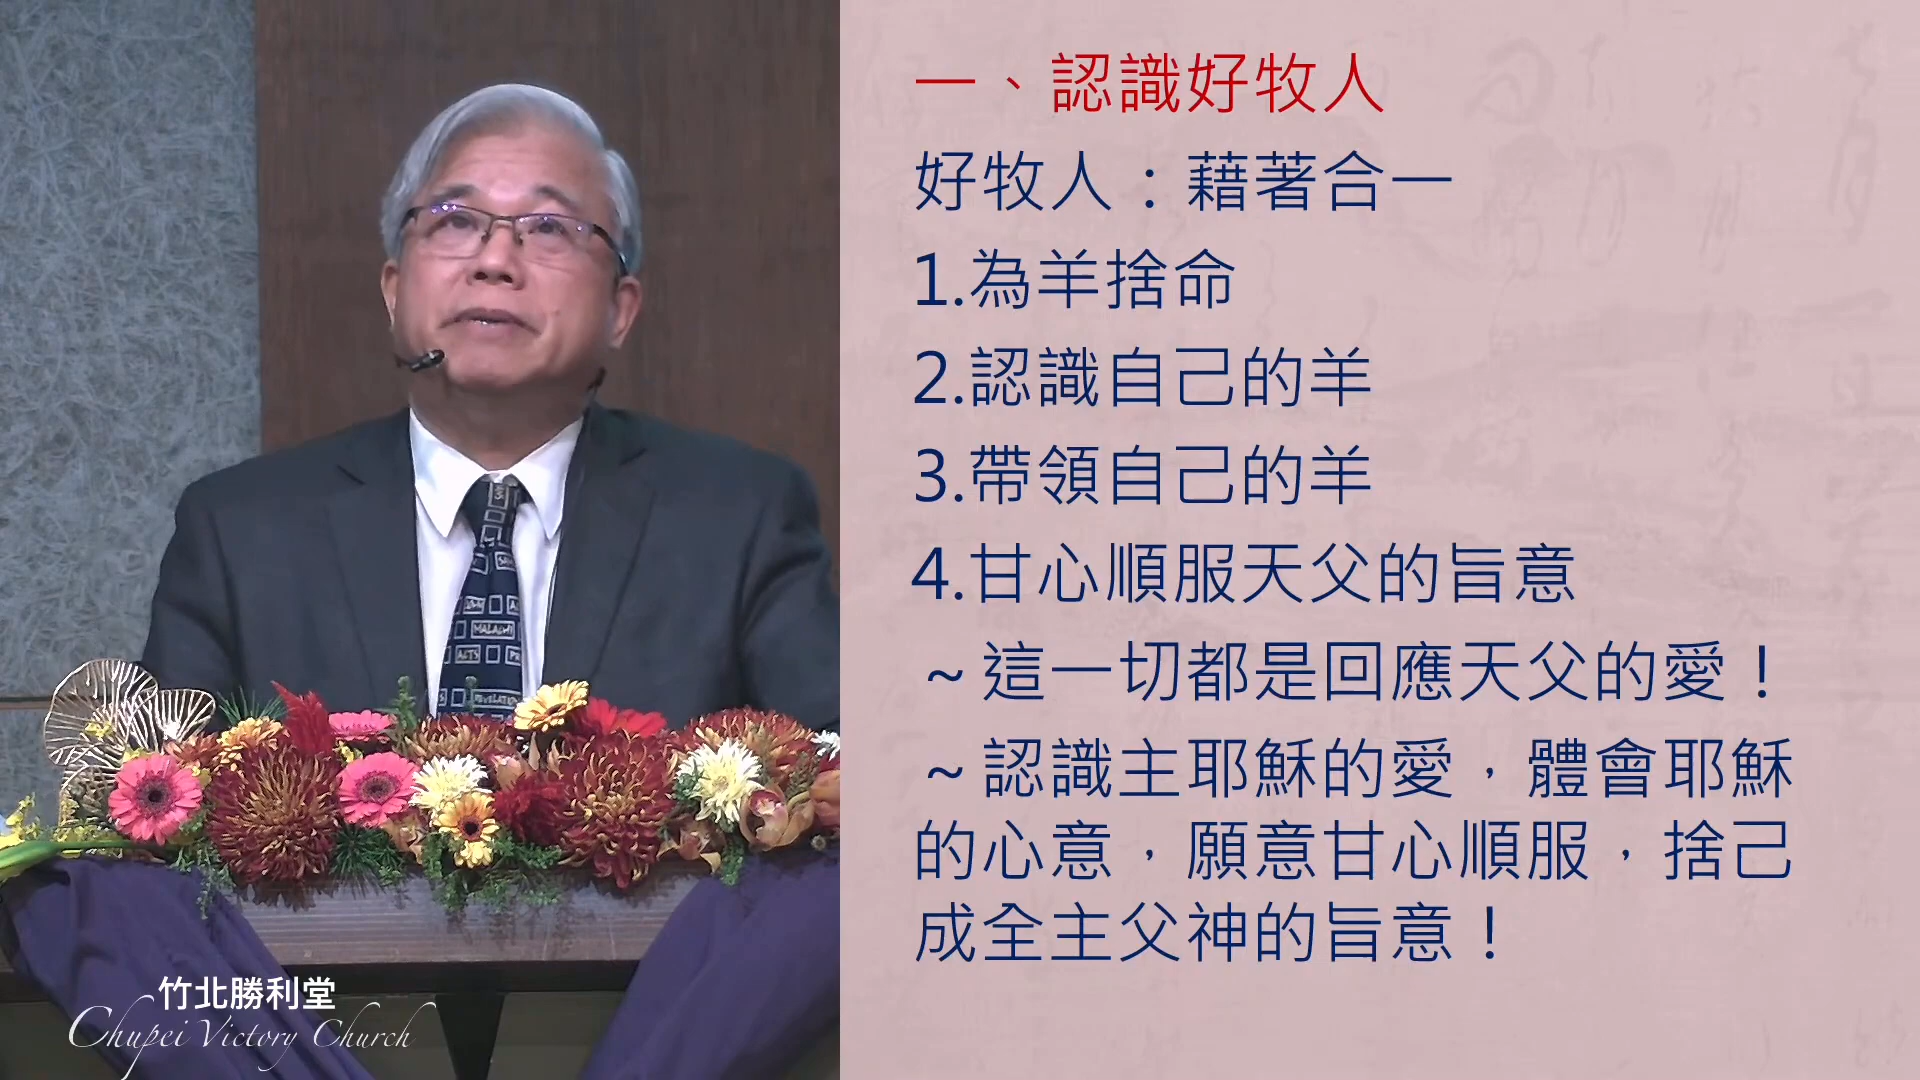 一、認識好牧人
好牧人：藉著合一
1.為羊捨命
2.認識自己的羊
3.帶領自己的羊
4.甘心順服天父的旨意
~這一切都是回應天父的愛！
~認識主耶穌的愛，體會耶穌
的心意，願意甘心順服，捨己
成全主父神的旨意！
MALACHI
ACTS
竹北勝利堂
Chupei Victory Church